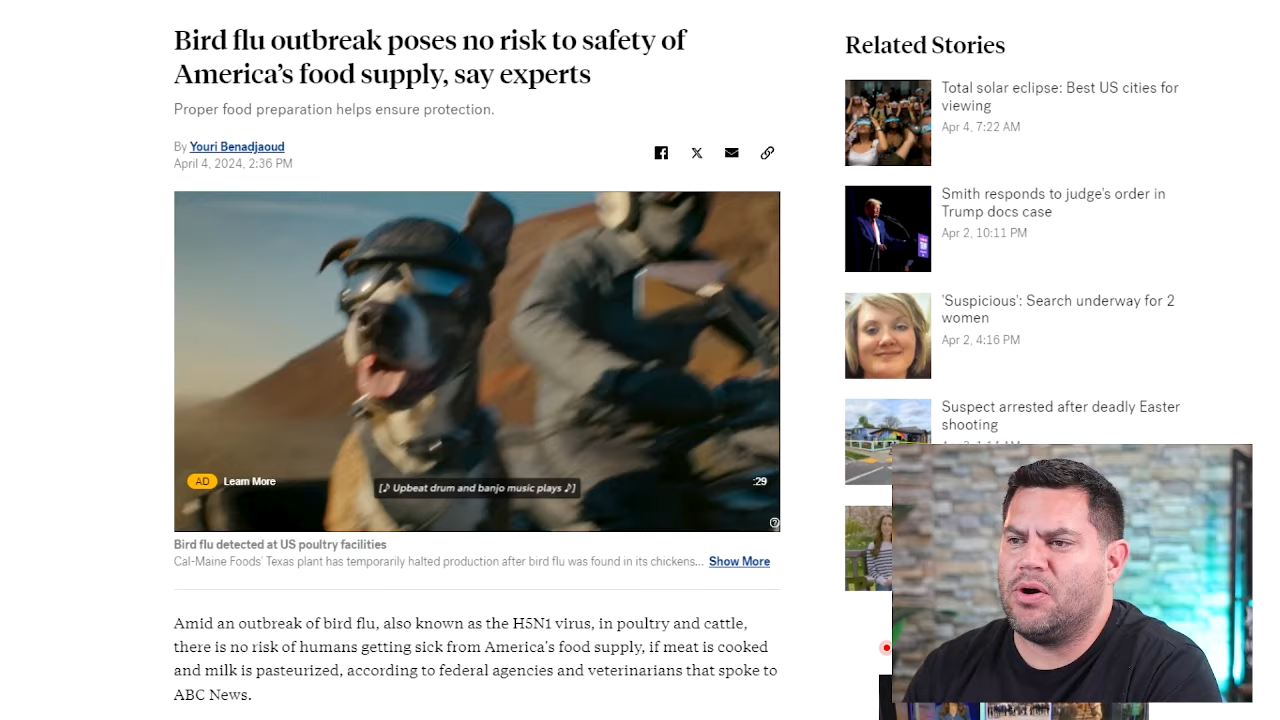 Bird flu outbreak poses no risk to safety of
America's food supply, say experts
Proper food preparation helps ensure protection.
By Youri Benadjaoud
April 4, 2024, 2:36 PM
AD Learn More
[♪ Upbeat drum and banjo music plays ♪]
:29
Bird flu detected at US poultry facilities
Cal-Maine Foods' Texas plant has temporarily halted production after bird flu was found in its chickens... Show More
Amid an outbreak of bird flu, also known as the H5N1 virus, in poultry and cattle,
there is no risk of humans getting sick from America's food supply, if meat is cooked
and milk is pasteurized, according to federal agencies and veterinarians that spoke to
ABC News.
Related Stories
Total solar eclipse: Best US cities for
viewing
Apr 4, 7:22 AM
Smith responds to judge's order in
Trump docs case
Apr 2, 10:11 PM
'Suspicious': Search underway for 2
women
Apr 2, 4:16 PM
Suspect arrested after deadly Easter
shooting